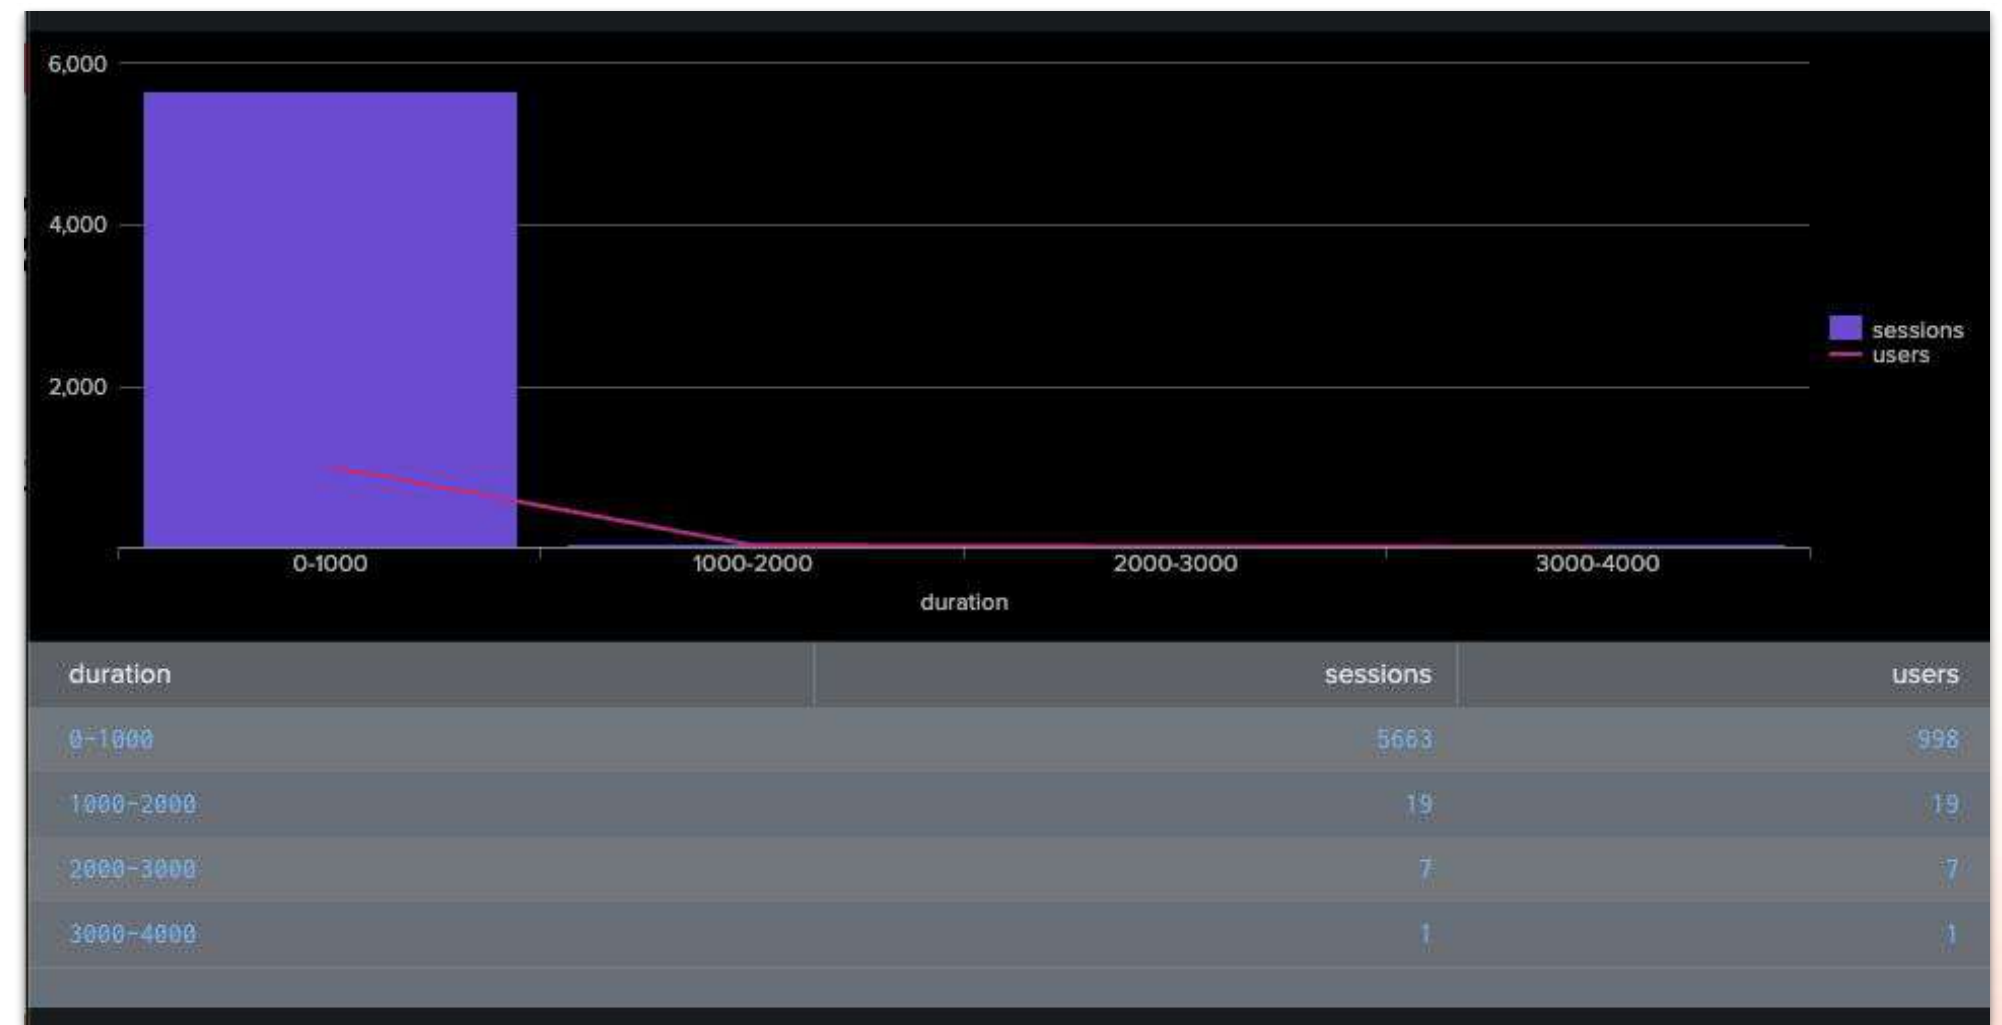 6,000
4,000
2,000
sessions
users
0-1000 1000-2000 2000-3000 3000-4000
duration
duration sessions users
0-1000 5663 998
1000-2000 19 19
2000-3000 7 7
3000-4000 1 1